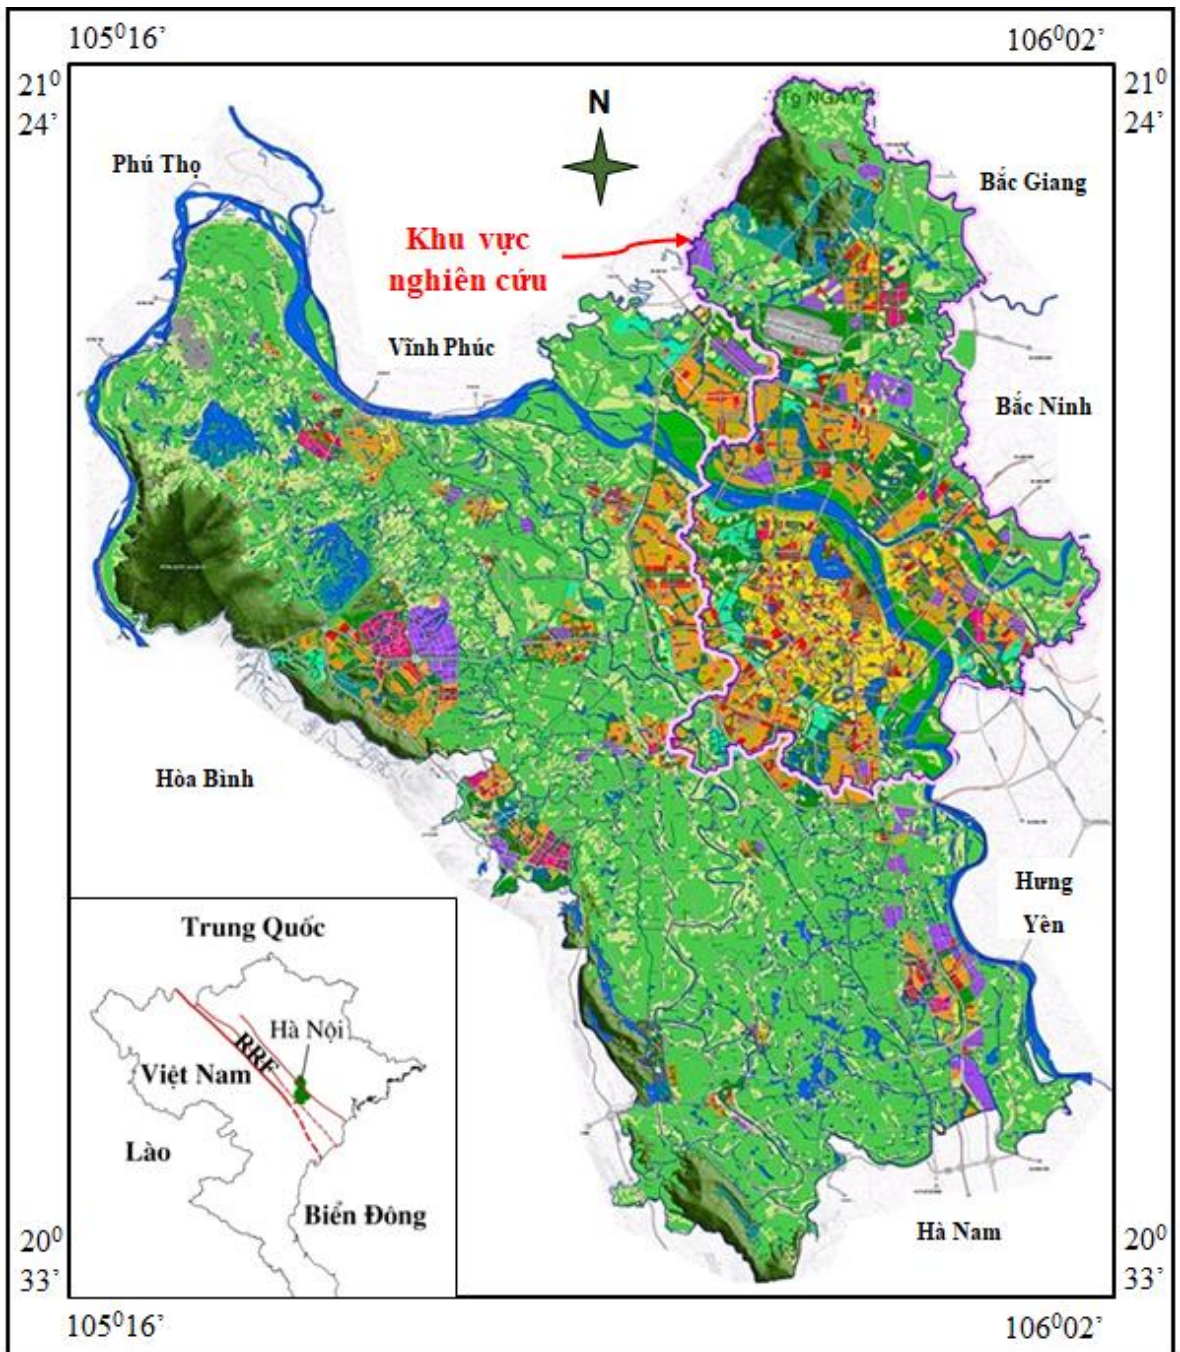 105⁰16’
106⁰02’
21⁰
24’
21⁰
24’
N
Tg NGAY
Phú Thọ
Bắc Giang
Khu vực
nghiên cứu
Vĩnh Phúc
Bắc Ninh
Hòa Bình
Hưng
Yên
Trung Quốc
Hà Nội
RRF
Việt Nam
Lào
Biển Đông
Hà Nam
20⁰
33’
20⁰
33’
105⁰16’
106⁰02’